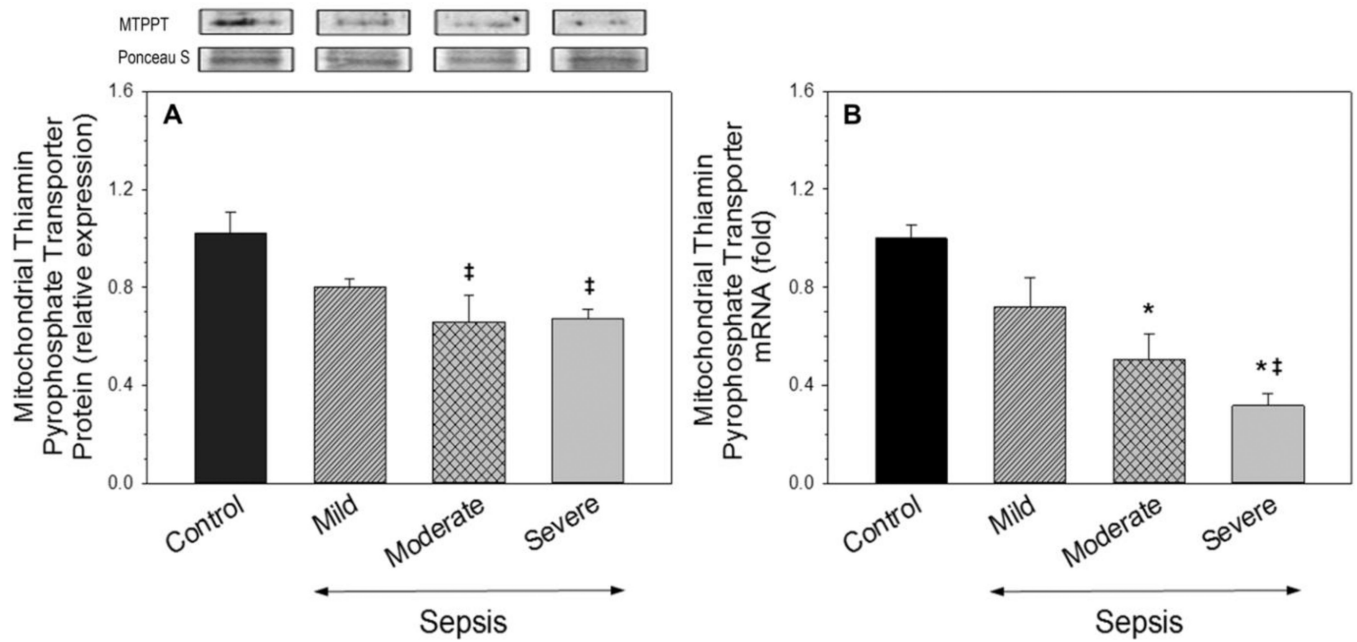 MTPPT
Ponceau S
A
Mitochondrial Thiamin
Pyrophosphate Transporter
Protein (relative expression)
1.6
1.2
0.8
0.4
0.0
‡
‡
Control
Mild
Moderate
Severe
Sepsis
B
Mitochondrial Thiamin
Pyrophosphate Transporter
mRNA (fold)
1.6
1.2
0.8
0.4
0.0
*
*‡
Control
Mild
Moderate
Severe
Sepsis